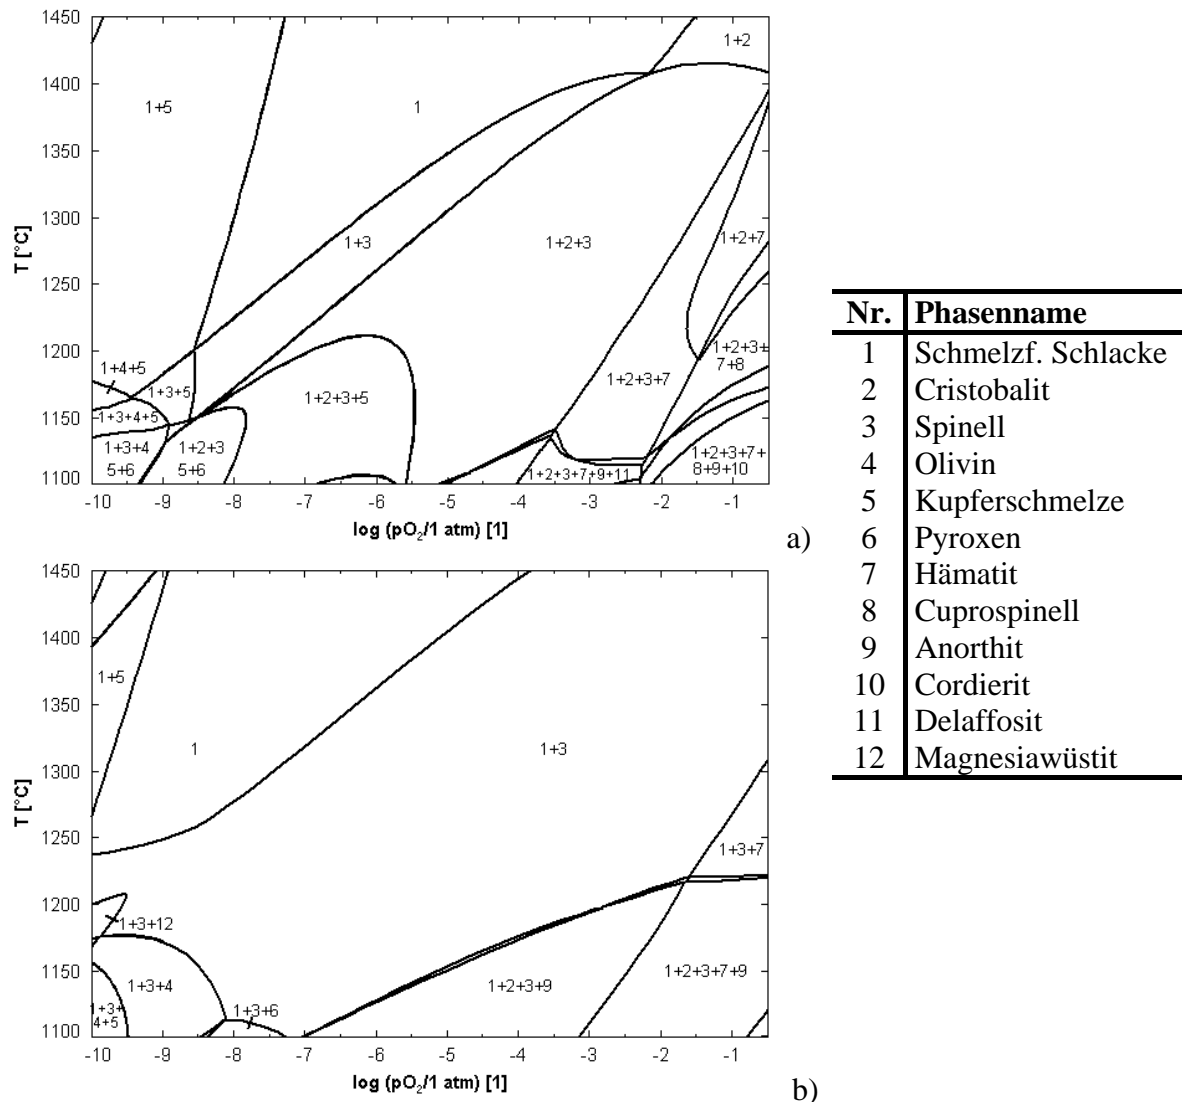 1450
1400
1350
1300
1250
1200
1150
1100
T [°C]
1+2
1+5
1
1+3
1+2+3
1+2+7
1+2+3+
7+8
1+4+5
1+3+5
1+3+4+5
1+3+4
5+6
1+2+3
5+6
1+2+3+5
1+2+3+7
1+2+3+7+9+11
1+2+3+7+
8+9+10
-10 -9 -8 -7 -6 -5 -4 -3 -2 -1
log (pO₂/1 atm) [1]
a)
1450
1400
1350
1300
1250
1200
1150
1100
T [°C]
1+5
1
1+3
1+3+7
1+3+12
1+3+4
1+3+
4+5
1+3+6
1+2+3+9
1+2+3+7+9
-10 -9 -8 -7 -6 -5 -4 -3 -2 -1
log (pO₂/1 atm) [1]
b)
Nr. Phasenname
1 Schmelzf. Schlacke
2 Cristobalit
3 Spinell
4 Olivin
5 Kupferschmelze
6 Pyroxen
7 Hämatit
8 Cuprospinell
9 Anorthit
10 Cordierit
11 Delaffosit
12 Magnesiawüstit